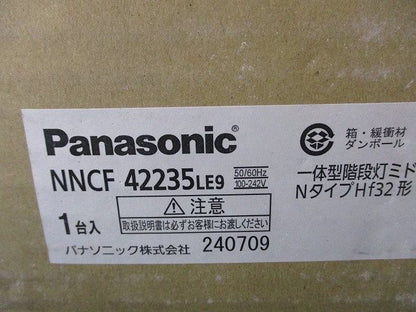 Panasonic®
NNCF 42235LE9 50/60Hz 100-242V
1台入
⚠注意
取扱説明書は必ずお客さまにお渡しください
パナソニック株式会社 240709
箱・緩衝材
ダンボール
一体型階段灯ミド
NタイプHf32形